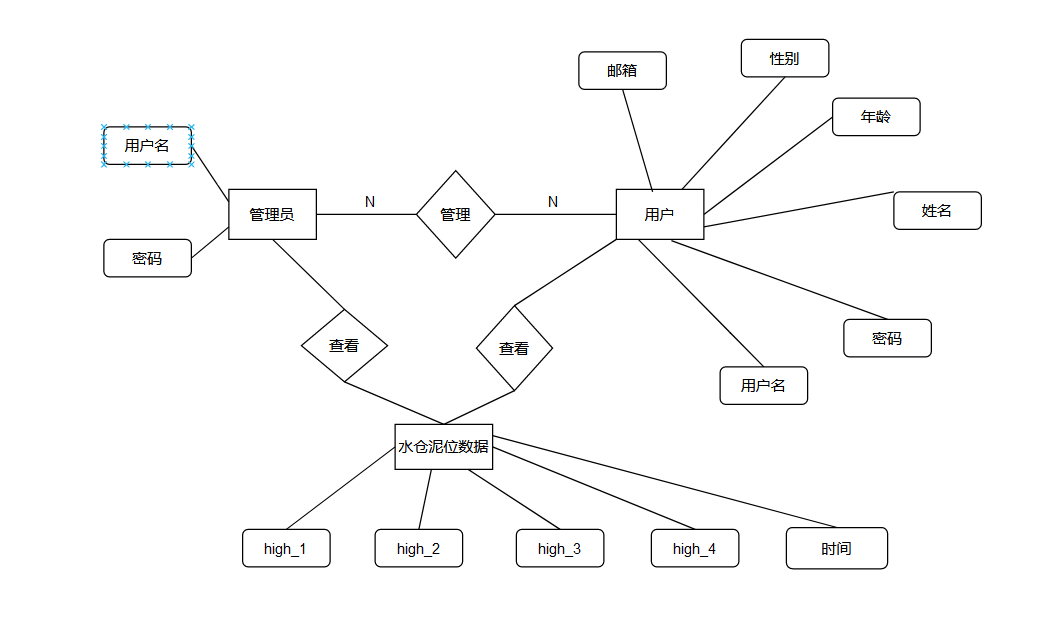 性别
邮箱
年龄
用户名
姓名
管理员
N
管理
N
用户
密码
查看
查看
密码
用户名
水仓泥位数据
high_1
high_2
high_3
high_4
时间